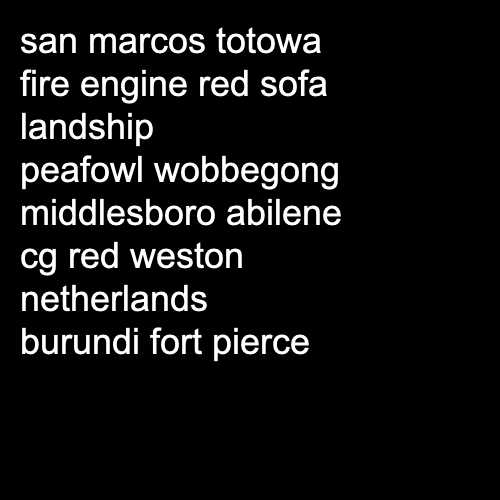 san marcos totowa
fire engine red sofa
landship
peafowl wobbegong
middlesboro abilene
cg red weston
netherlands
burundi fort pierce